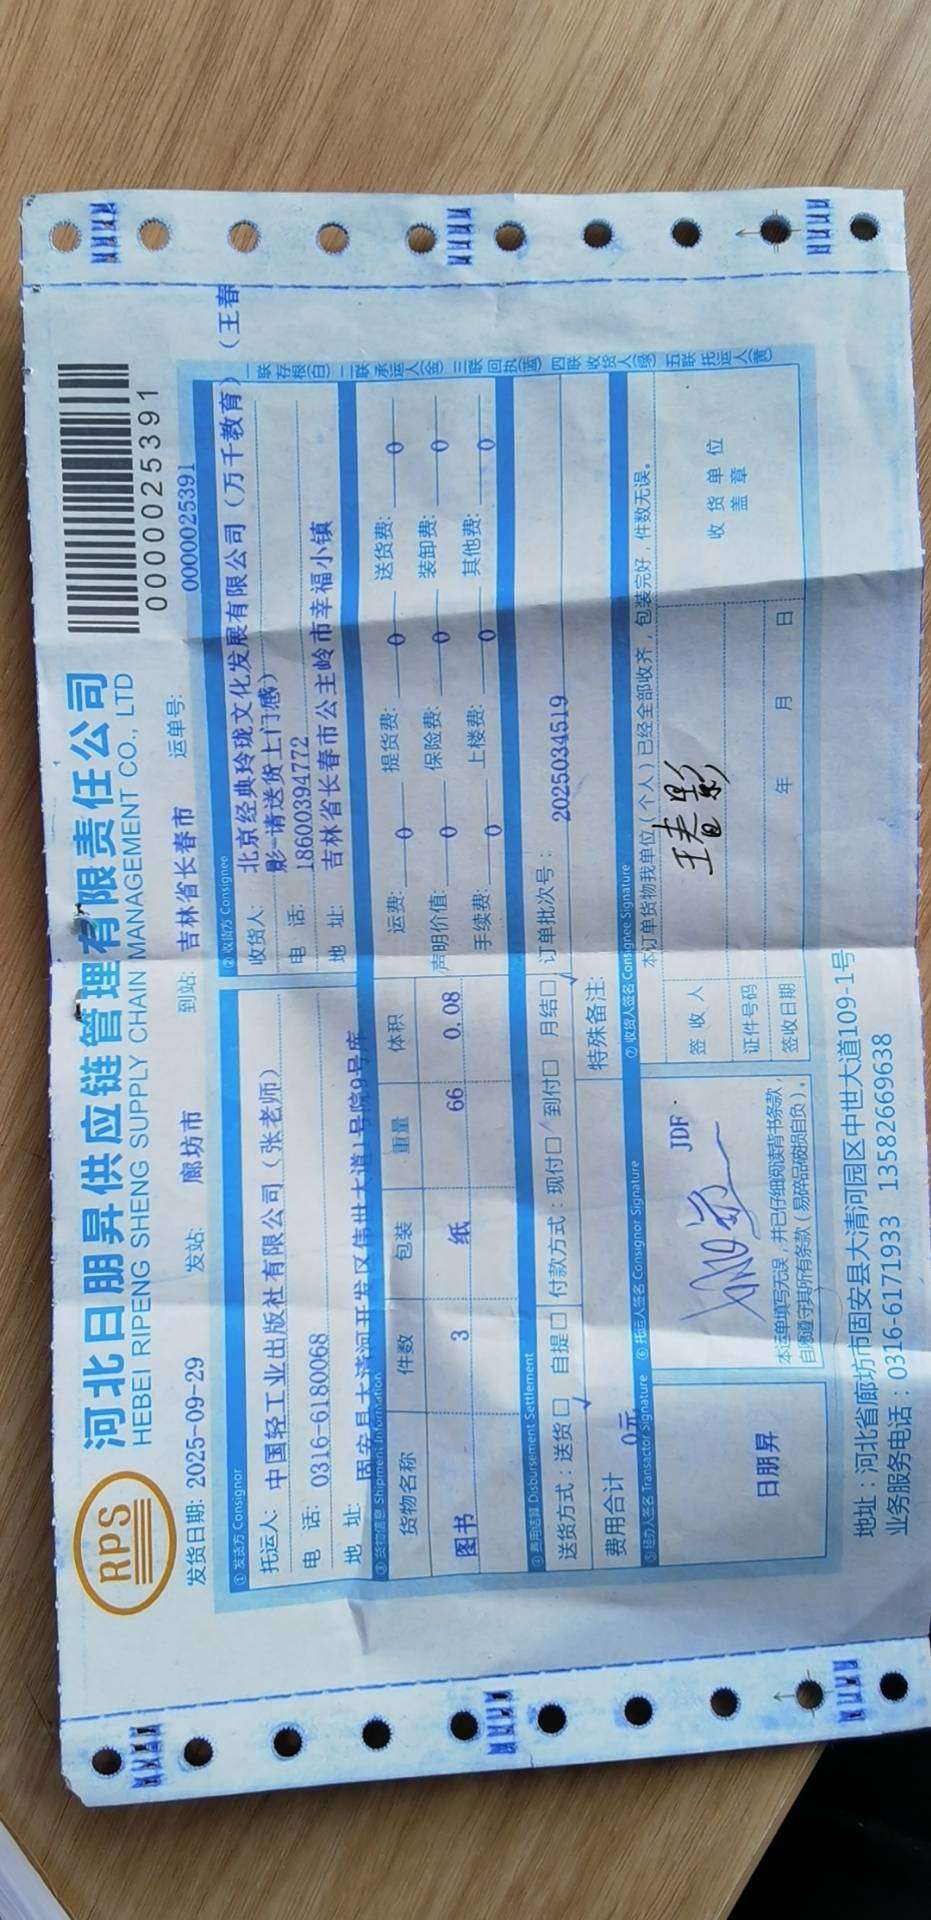 RPS
河北日朋昇供应链管理有限责任公司
HEBEI RIPENG SHENG SUPPLY CHAIN MANAGEMENT CO., LTD
0000025391
发货日期: 2025-09-29 发站: 廊坊市 到站: 吉林省长春市 运单号: 0000025391
① 发货方 Consignor
托运人: 中国轻工业出版社有限公司（张老师）
电 话: 0316-6180068
地 址: 固安县大清河开发区伟世大道1号院9号库
② 收货方 Consignee
收货人: 北京经典玲珑文化发展有限公司（万千教育）（王春
影-请送货上门感）
电 话: 18600394772
地 址: 吉林省长春市公主岭市幸福小镇
③ 货物信息 Shipment Information
货物名称 件数 包装 重量 体积
图书 3 纸 66 0.08
运费: 0 提货费: 0 送货费: 0
声明价值: 0 保险费: 0 装卸费: 0
手续费: 0 上楼费: 0 其他费: 0
④ 费用结算 Disbursement Settlement
送货方式：送货□ 自提□ 付款方式：现付□ 到付□ 月结□ 订单批次号： 2025034519
费用合计 0元 特殊备注:
⑤ 经办人签名 Transactor Signature
日朋昇
⑥ 托运人签名 Consignor Signature
JDF
本运单填写无误，并已仔细阅读背书条款，
自愿遵守其所有条款（易碎品破损自负）。
⑦ 收货人签名 Consignee Signature
本订单货物我单位（个人）已经全部收齐，包装完好，件数无误。
签 收 人 王春影
证件号码
签收日期 年 月 日
收 货 单 位
盖 章
一联存根(白) 二联承运人(金) 三联回执(蓝) 四联收货人(绿) 五联托运人(黄)
地址：河北省廊坊市固安县大清河园区中世大道109-1号
业务服务电话：0316-6171933 13582669638